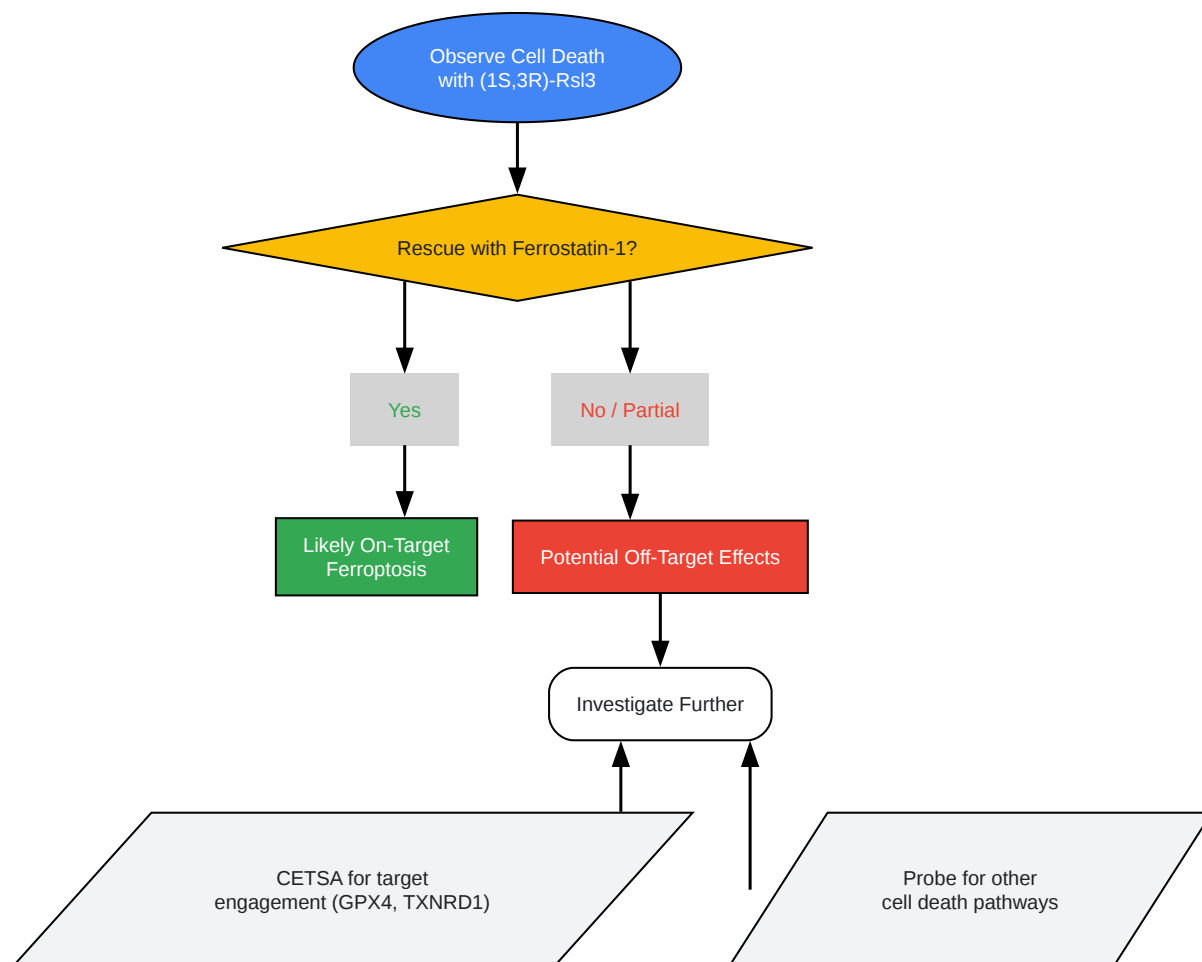 Observe Cell Death
with (1S,3R)-Rsl3
Rescue with Ferrostatin-1?
Yes
No / Partial
Likely On-Target
Ferroptosis
Potential Off-Target Effects
Investigate Further
CETSA for target
engagement (GPX4, TXNRD1)
Probe for other
cell death pathways